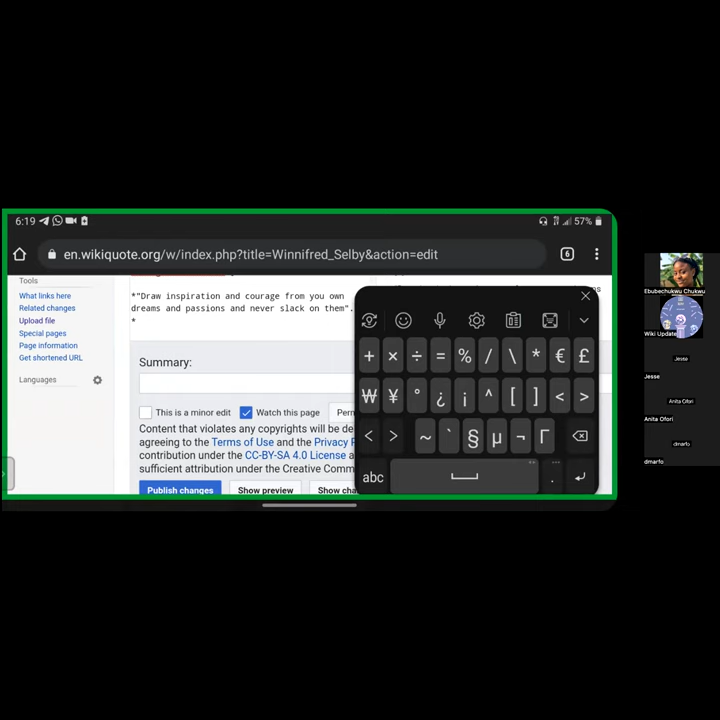 6:19
57%
en.wikiquote.org/w/index.php?title=Winnifred_Selby&action=edit
6
Tools
What links here
Related changes
Upload file
Special pages
Page information
Get shortened URL
Languages
*"Draw inspiration and courage from you own
dreams and passions and never slack on them".
*
Summary:
This is a minor edit
Watch this page
Perm
Content that violates any copyrights will be de
agreeing to the Terms of Use and the Privacy P
contribution under the CC-BY-SA 4.0 License a
sufficient attribution under the Creative Comm
Publish changes
Show preview
Show cha
+ × ÷ = % / \ * € £
₩ ¥ ° ¿ ¡ ^ [ ] < >
~ ` § μ ¬ Γ
abc
.
Ebubechukwu Chukwu
Wiki Update
Jesse
Jesse
Anita Ofori
Anita Ofori
dmarfo
dmarfo